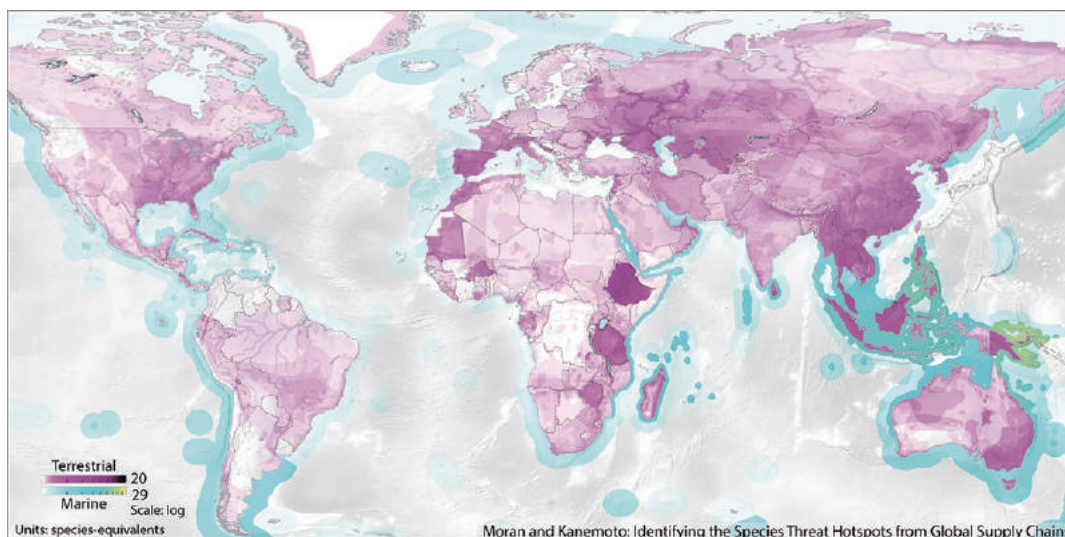 Terrestrial
20
29
Marine
Scale: log
Units: species-equivalents
Moran and Kanemoto: Identifying the Species Threat Hotspots from Global Supply Chain